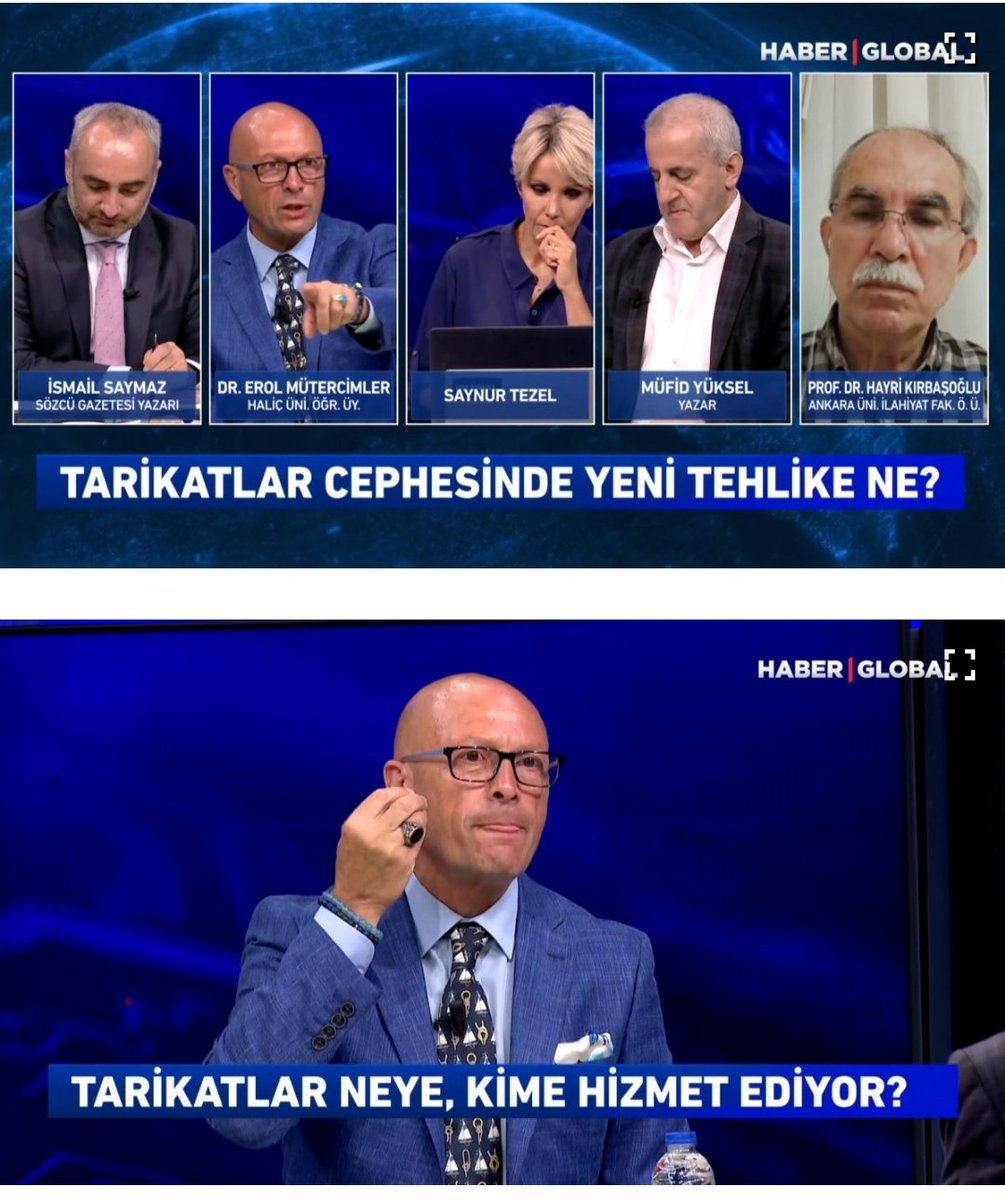 HABER|GLOBAL
İSMAİL SAYMAZ
SÖZCÜ GAZETESİ YAZARI
DR. EROL MÜTERCİMLER
HALİÇ ÜNİ. ÖĞR. ÜY.
SAYNUR TEZEL
MÜFİD YÜKSEL
YAZAR
PROF. DR. HAYRİ KIRBAŞOĞLU
ANKARA ÜNİ. İLAHİYAT FAK. Ö. Ü.
TARİKATLAR CEPHESİNDE YENİ TEHLİKE NE?
HABER|GLOBAL
TARİKATLAR NEYE, KİME HİZMET EDİYOR?